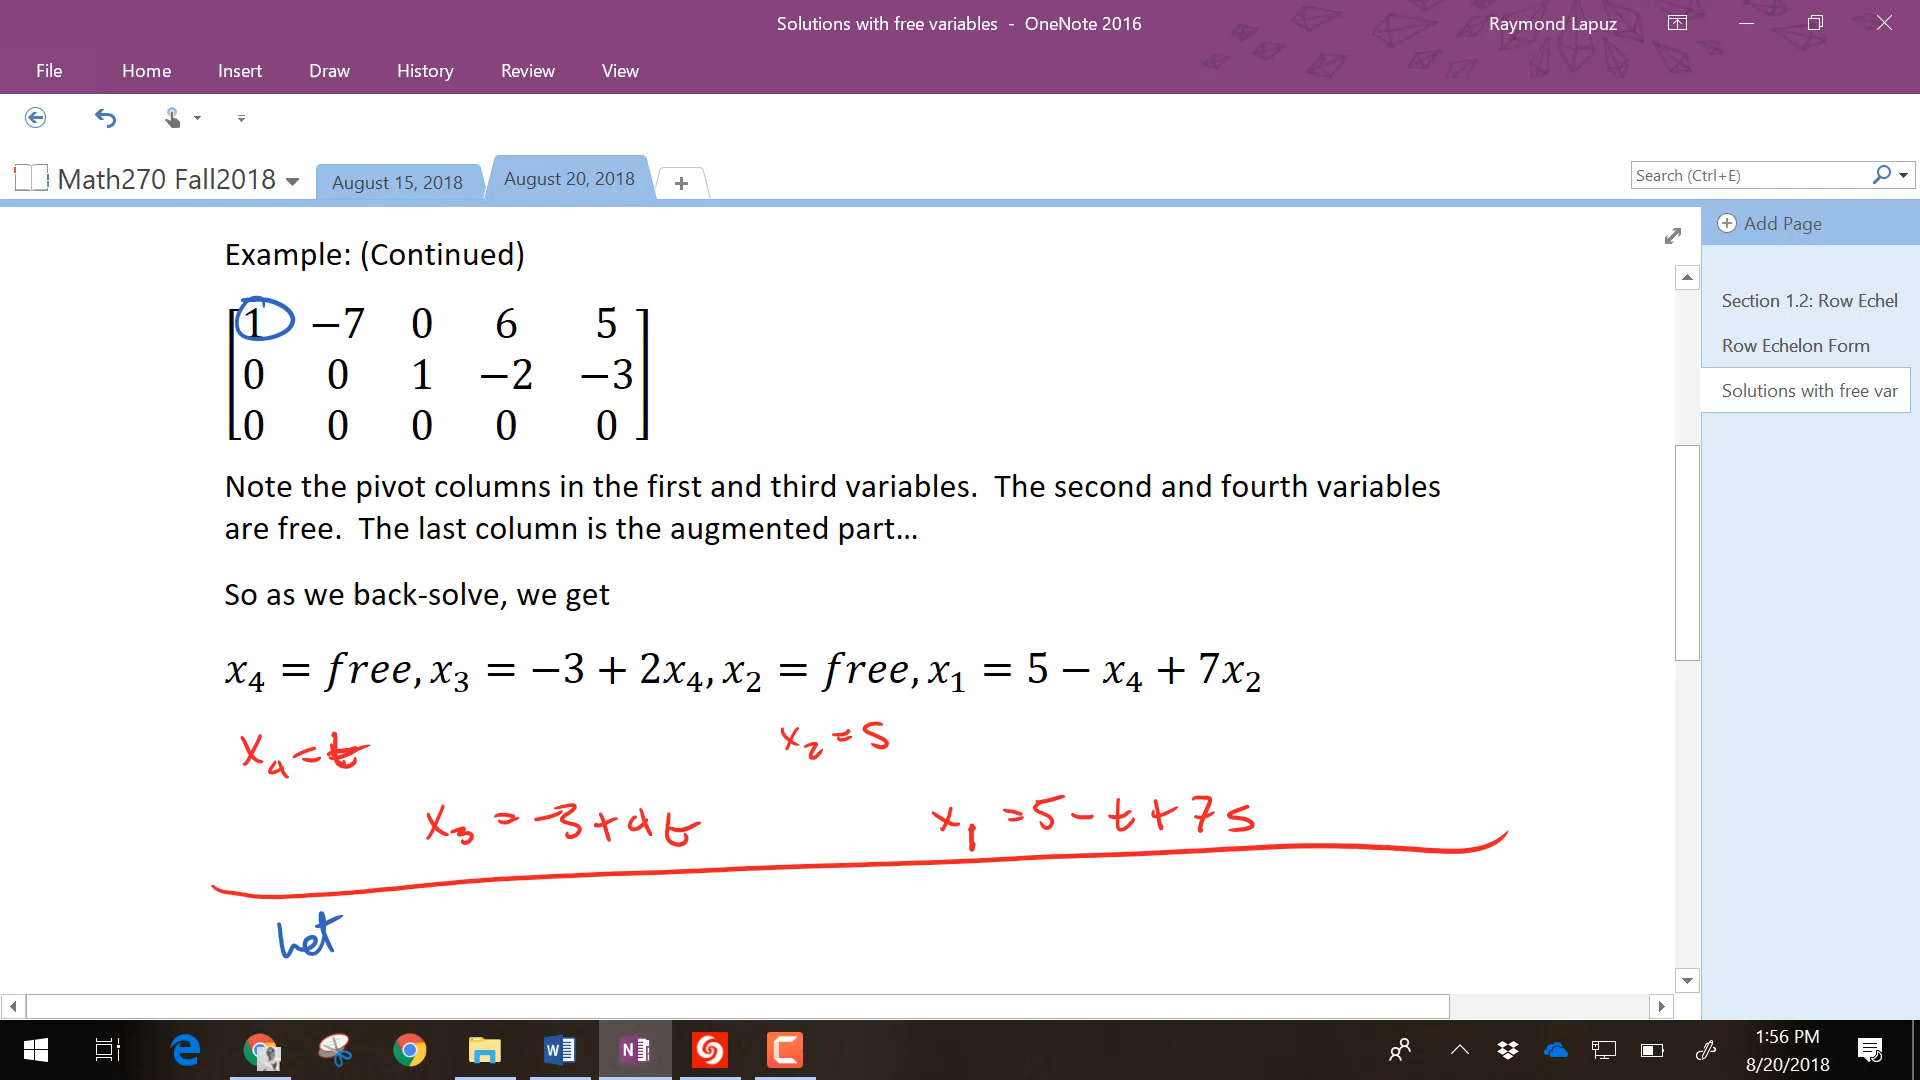 Solutions with free variables - OneNote 2016
Raymond Lapuz
File Home Insert Draw History Review View
Math270 Fall2018
August 15, 2018
August 20, 2018
Search (Ctrl+E)
Add Page
Section 1.2: Row Echel
Row Echelon Form
Solutions with free var
Example: (Continued)
1 −7 0 6 5
0 0 1 −2 −3
0 0 0 0 0
Note the pivot columns in the first and third variables. The second and fourth variables
are free. The last column is the augmented part...
So as we back-solve, we get
x₄ = free, x₃ = −3 + 2x₄, x₂ = free, x₁ = 5 − x₄ + 7x₂
x₄ = t
x₂ = s
x₃ = -3 + 2t
x₁ = 5 - t + 7s
Let
1:56 PM
8/20/2018